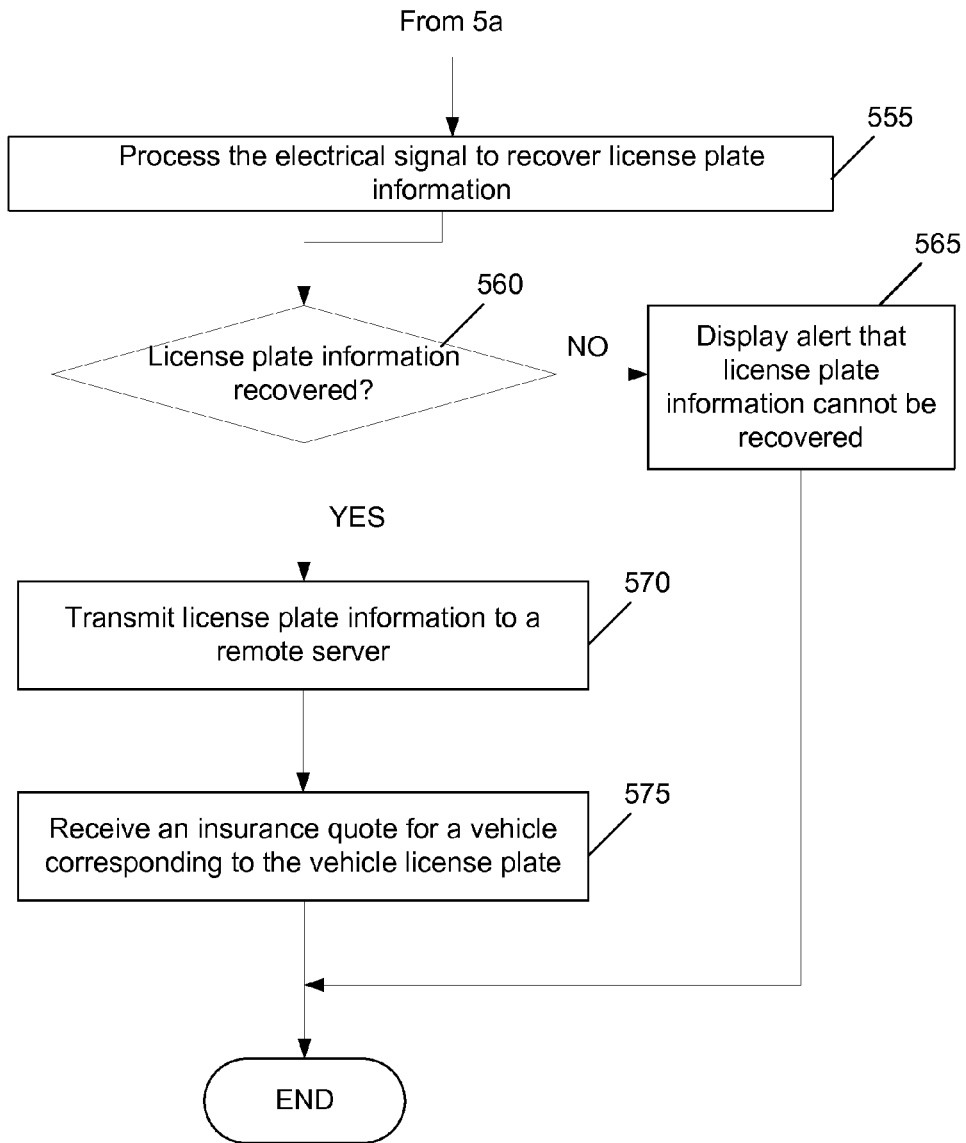 From 5a
555
Process the electrical signal to recover license plate
information
565
560
License plate information
recovered?
NO
Display alert that
license plate
information cannot be
recovered
YES
570
Transmit license plate information to a
remote server
575
Receive an insurance quote for a vehicle
corresponding to the vehicle license plate
END